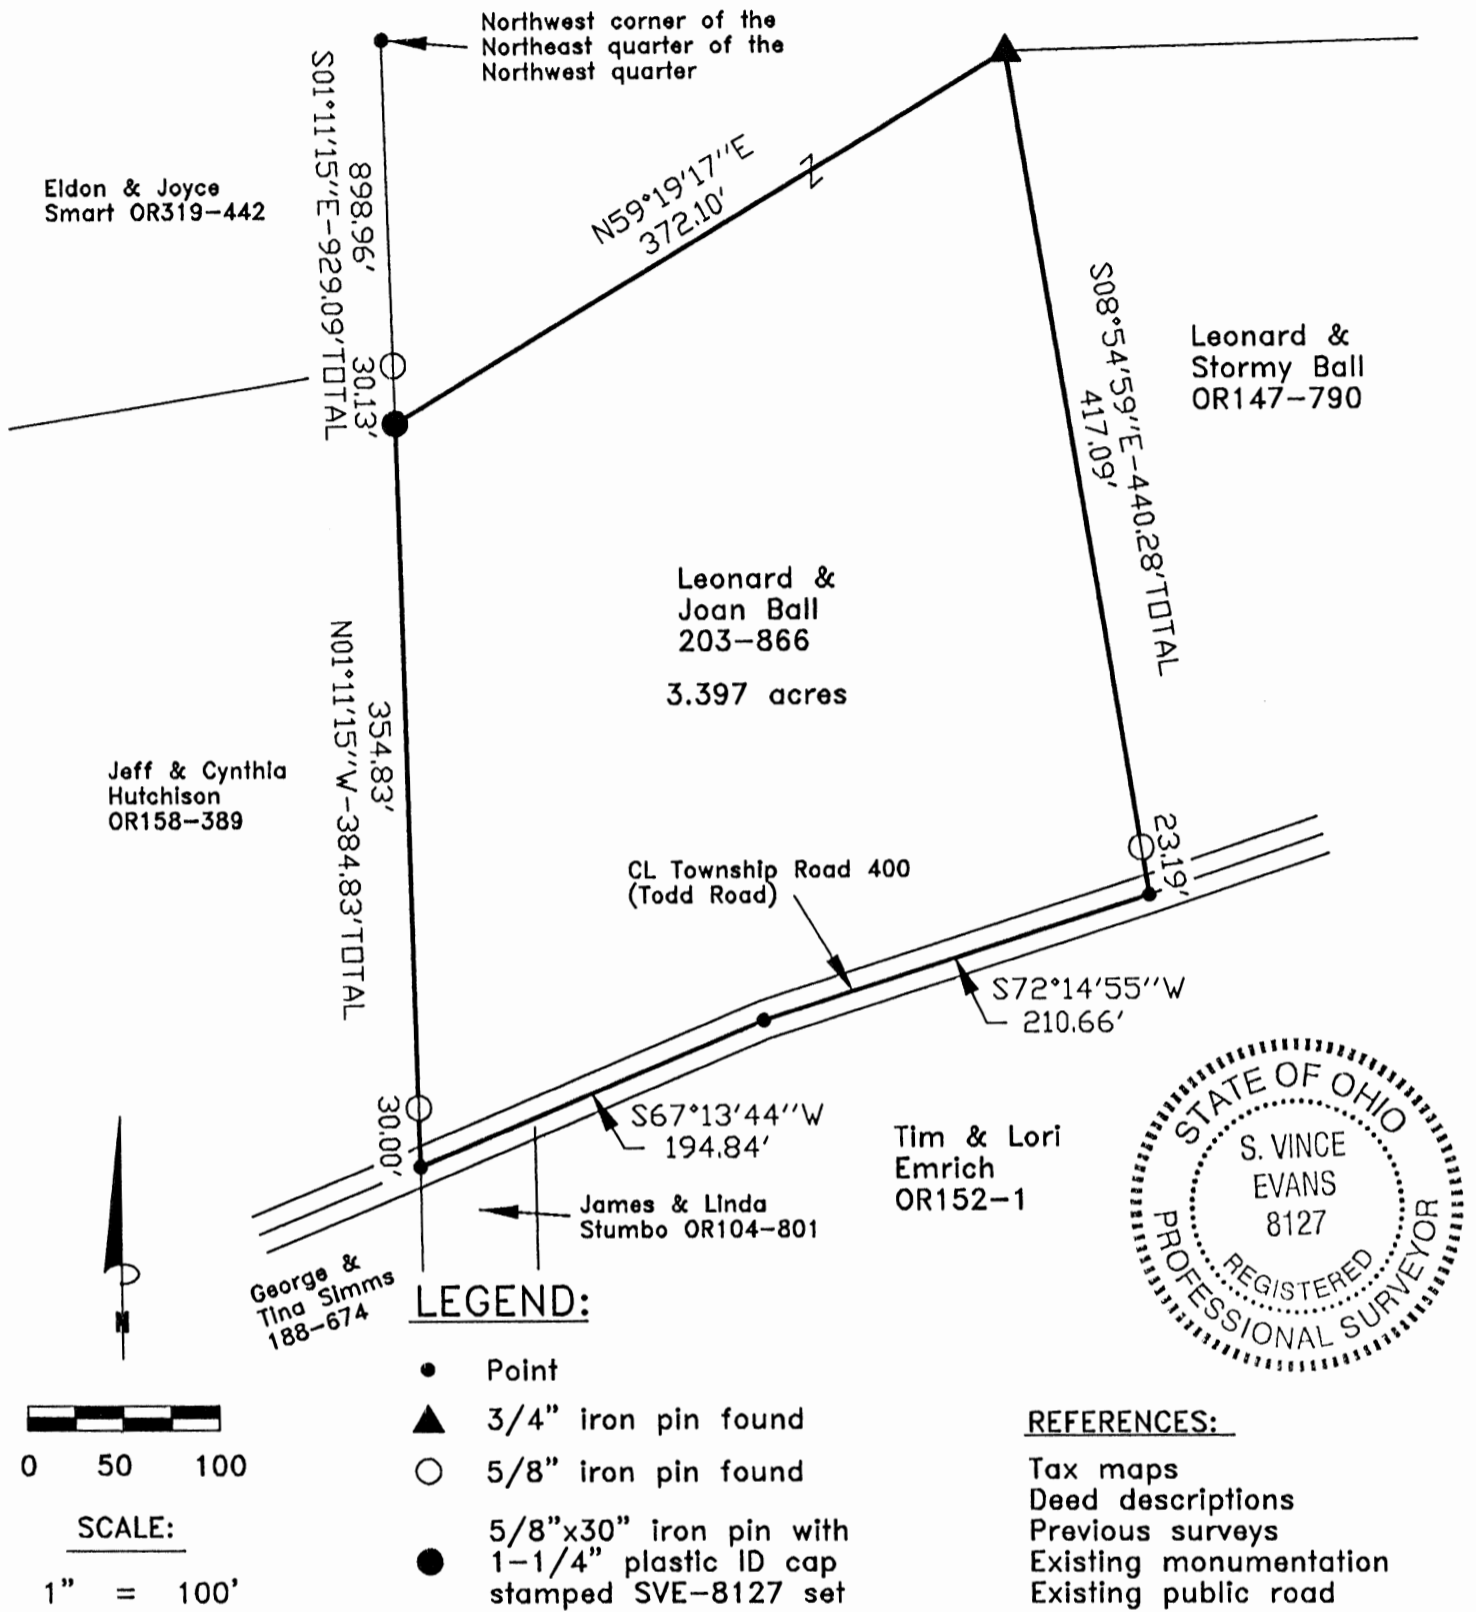 Northwest corner of the
Northeast quarter of the
Northwest quarter
S01°11'15"E-929.09'TOTAL
898.96'
30.13'
Eldon & Joyce
Smart OR319-442
N59°19'17"E
372.10'
Z
S08°54'59"E-440.28'TOTAL
417.09'
23.19'
Leonard &
Stormy Ball
OR147-790
Leonard &
Joan Ball
203-866
3.397 acres
N01°11'15"W-384.83'TOTAL
354.83'
30.00'
Jeff & Cynthia
Hutchison
OR158-389
CL Township Road 400
(Todd Road)
S72°14'55"W
210.66'
S67°13'44"W
194.84'
Tim & Lori
Emrich
OR152-1
James & Linda
Stumbo OR104-801
George &
Tina Simms
188-674
STATE OF OHIO
S. VINCE
EVANS
8127
REGISTERED
PROFESSIONAL SURVEYOR
N
0 50 100
SCALE:
1" = 100'
LEGEND:
Point
3/4" iron pin found
5/8" iron pin found
5/8"x30" iron pin with
1-1/4" plastic ID cap
stamped SVE-8127 set
REFERENCES:
Tax maps
Deed descriptions
Previous surveys
Existing monumentation
Existing public road